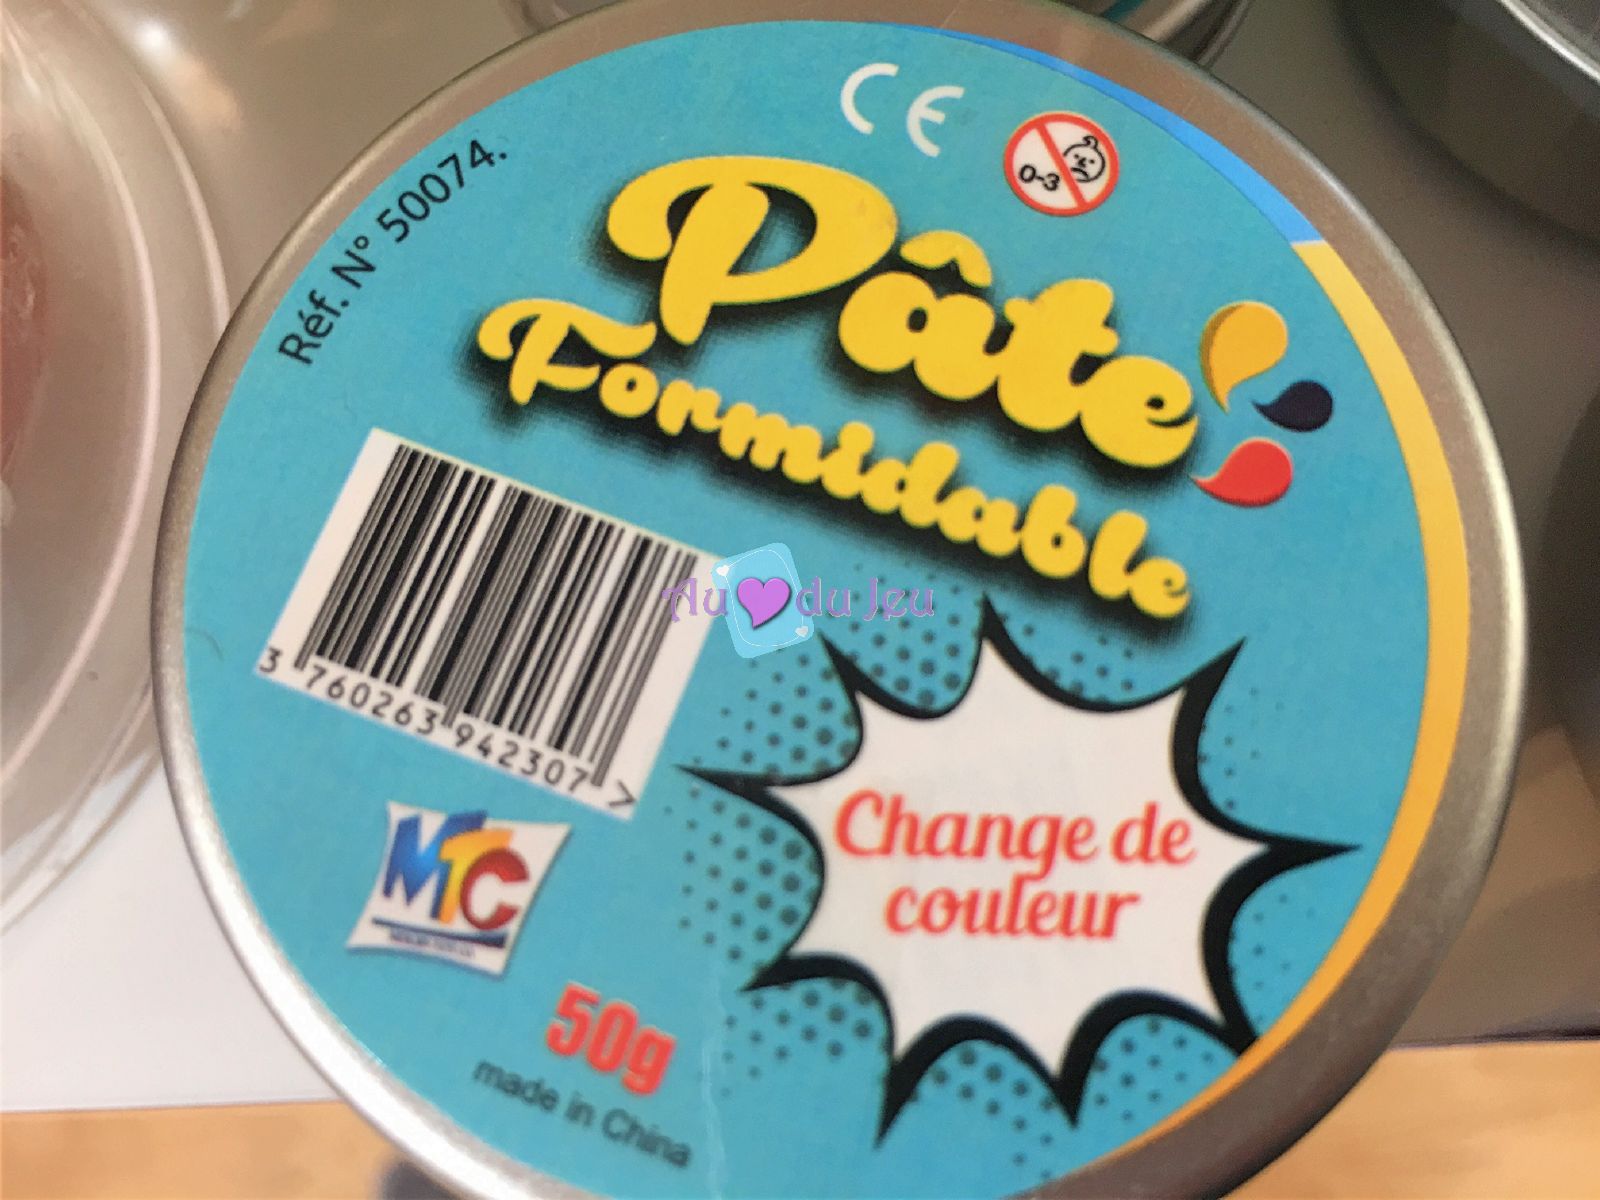 CE
0-3
Réf. N° 50074.
Pâte
Formidable
Au du Jeu
3 760263 942307 >
Change de
couleur
MTC
50g
made in China